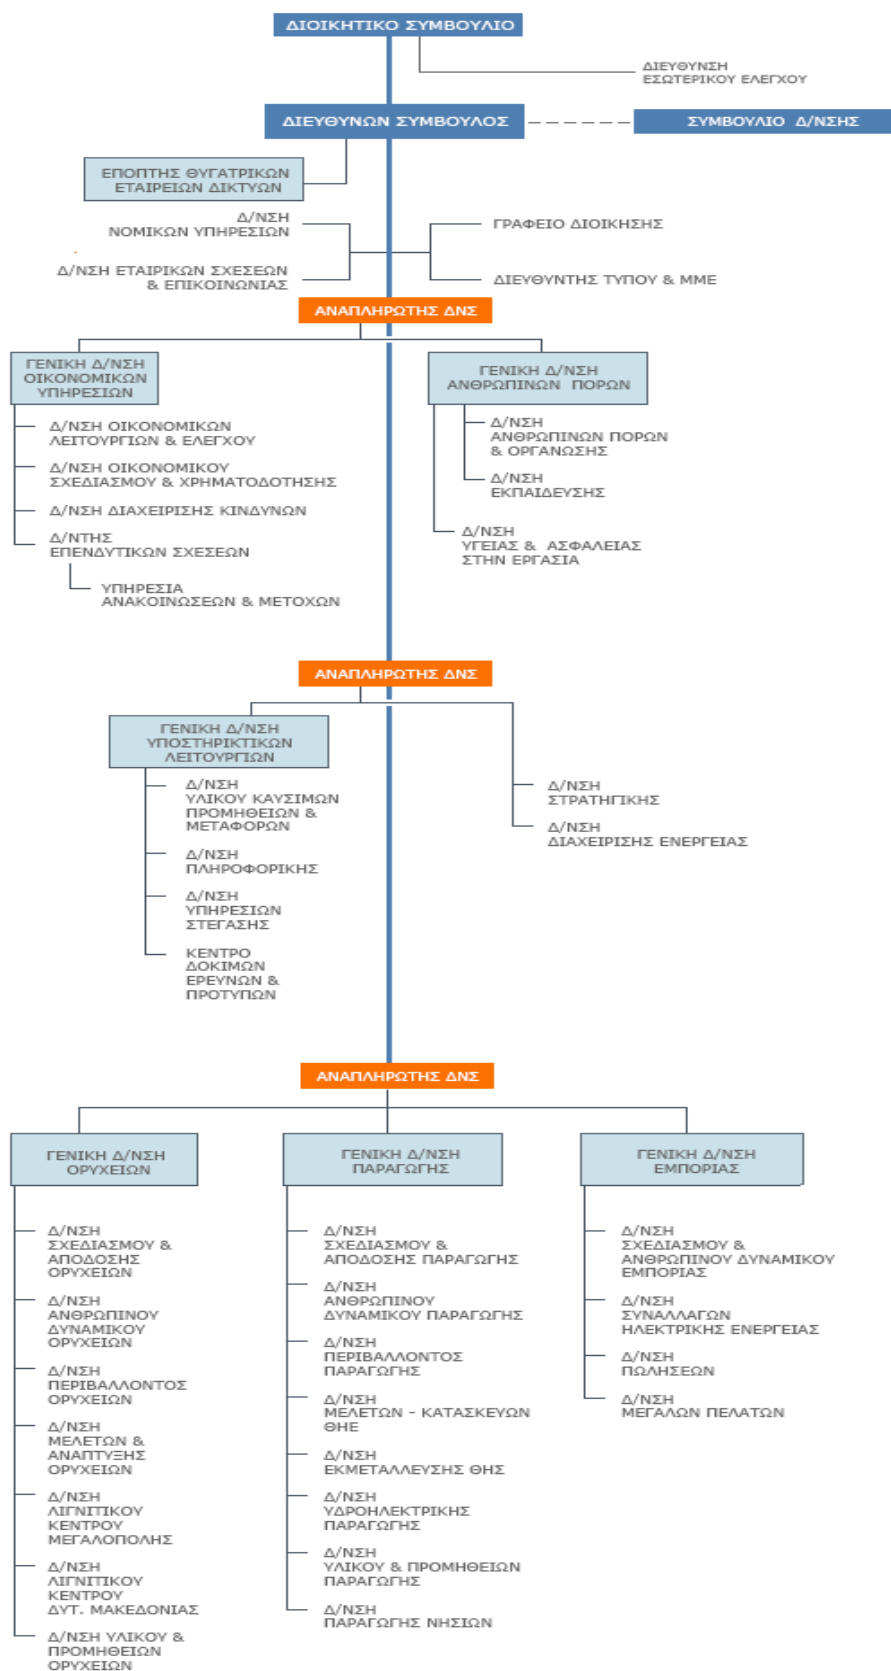 ΔΙΟΙΚΗΤΙΚΟ ΣΥΜΒΟΥΛΙΟ
ΔΙΕΥΘΥΝΣΗ
ΕΣΩΤΕΡΙΚΟΥ ΕΛΕΓΧΟΥ
ΔΙΕΥΘΥΝΩΝ ΣΥΜΒΟΥΛΟΣ
ΣΥΜΒΟΥΛΙΟ Δ/ΝΣΗΣ
ΕΠΟΠΤΗΣ ΘΥΓΑΤΡΙΚΩΝ
ΕΤΑΙΡΕΙΩΝ ΔΙΚΤΥΩΝ
Δ/ΝΣΗ
ΝΟΜΙΚΩΝ ΥΠΗΡΕΣΙΩΝ
ΓΡΑΦΕΙΟ ΔΙΟΙΚΗΣΗΣ
Δ/ΝΣΗ ΕΤΑΙΡΙΚΩΝ ΣΧΕΣΕΩΝ
& ΕΠΙΚΟΙΝΩΝΙΑΣ
ΔΙΕΥΘΥΝΤΗΣ ΤΥΠΟΥ & ΜΜΕ
ΑΝΑΠΛΗΡΩΤΗΣ ΔΝΣ
ΓΕΝΙΚΗ Δ/ΝΣΗ
ΟΙΚΟΝΟΜΙΚΩΝ
ΥΠΗΡΕΣΙΩΝ
Δ/ΝΣΗ ΟΙΚΟΝΟΜΙΚΩΝ
ΛΕΙΤΟΥΡΓΙΩΝ & ΕΛΕΓΧΟΥ
Δ/ΝΣΗ ΟΙΚΟΝΟΜΙΚΟΥ
ΣΧΕΔΙΑΣΜΟΥ & ΧΡΗΜΑΤΟΔΟΤΗΣΗΣ
Δ/ΝΣΗ ΔΙΑΧΕΙΡΙΣΗΣ ΚΙΝΔΥΝΩΝ
Δ/ΝΤΗΣ
ΕΠΕΝΔΥΤΙΚΩΝ ΣΧΕΣΕΩΝ
ΥΠΗΡΕΣΙΑ
ΑΝΑΚΟΙΝΩΣΕΩΝ & ΜΕΤΟΧΩΝ
ΓΕΝΙΚΗ Δ/ΝΣΗ
ΑΝΘΡΩΠΙΝΩΝ ΠΟΡΩΝ
Δ/ΝΣΗ
ΑΝΘΡΩΠΙΝΩΝ ΠΟΡΩΝ
& ΟΡΓΑΝΩΣΗΣ
Δ/ΝΣΗ
ΕΚΠΑΙΔΕΥΣΗΣ
Δ/ΝΣΗ
ΥΓΕΙΑΣ & ΑΣΦΑΛΕΙΑΣ
ΣΤΗΝ ΕΡΓΑΣΙΑ
ΑΝΑΠΛΗΡΩΤΗΣ ΔΝΣ
ΓΕΝΙΚΗ Δ/ΝΣΗ
ΥΠΟΣΤΗΡΙΚΤΙΚΩΝ
ΛΕΙΤΟΥΡΓΙΩΝ
Δ/ΝΣΗ
ΥΛΙΚΟΥ ΚΑΥΣΙΜΩΝ
ΠΡΟΜΗΘΕΙΩΝ &
ΜΕΤΑΦΟΡΩΝ
Δ/ΝΣΗ
ΠΛΗΡΟΦΟΡΙΚΗΣ
Δ/ΝΣΗ
ΥΠΗΡΕΣΙΩΝ
ΣΤΕΓΑΣΗΣ
ΚΕΝΤΡΟ
ΔΟΚΙΜΩΝ
ΕΡΕΥΝΩΝ &
ΠΡΟΤΥΠΩΝ
Δ/ΝΣΗ
ΣΤΡΑΤΗΓΙΚΗΣ
Δ/ΝΣΗ
ΔΙΑΧΕΙΡΙΣΗΣ ΕΝΕΡΓΕΙΑΣ
ΑΝΑΠΛΗΡΩΤΗΣ ΔΝΣ
ΓΕΝΙΚΗ Δ/ΝΣΗ
ΟΡΥΧΕΙΩΝ
Δ/ΝΣΗ
ΣΧΕΔΙΑΣΜΟΥ &
ΑΠΟΔΟΣΗΣ
ΟΡΥΧΕΙΩΝ
Δ/ΝΣΗ
ΑΝΘΡΩΠΙΝΟΥ
ΔΥΝΑΜΙΚΟΥ
ΟΡΥΧΕΙΩΝ
Δ/ΝΣΗ
ΠΕΡΙΒΑΛΛΟΝΤΟΣ
ΟΡΥΧΕΙΩΝ
Δ/ΝΣΗ
ΜΕΛΕΤΩΝ &
ΑΝΑΠΤΥΞΗΣ
ΟΡΥΧΕΙΩΝ
Δ/ΝΣΗ
ΛΙΓΝΙΤΙΚΟΥ
ΚΕΝΤΡΟΥ
ΜΕΓΑΛΟΠΟΛΗΣ
Δ/ΝΣΗ
ΛΙΓΝΙΤΙΚΟΥ
ΚΕΝΤΡΟΥ
ΔΥΤ. ΜΑΚΕΔΟΝΙΑΣ
Δ/ΝΣΗ ΥΛΙΚΟΥ &
ΠΡΟΜΗΘΕΙΩΝ
ΟΡΥΧΕΙΩΝ
ΓΕΝΙΚΗ Δ/ΝΣΗ
ΠΑΡΑΓΩΓΗΣ
Δ/ΝΣΗ
ΣΧΕΔΙΑΣΜΟΥ &
ΑΠΟΔΟΣΗΣ ΠΑΡΑΓΩΓΗΣ
Δ/ΝΣΗ
ΑΝΘΡΩΠΙΝΟΥ
ΔΥΝΑΜΙΚΟΥ ΠΑΡΑΓΩΓΗΣ
Δ/ΝΣΗ
ΠΕΡΙΒΑΛΛΟΝΤΟΣ
ΠΑΡΑΓΩΓΗΣ
Δ/ΝΣΗ
ΜΕΛΕΤΩΝ - ΚΑΤΑΣΚΕΥΩΝ
ΘΗΕ
Δ/ΝΣΗ
ΕΚΜΕΤΑΛΛΕΥΣΗΣ ΘΗΣ
Δ/ΝΣΗ
ΥΔΡΟΗΛΕΚΤΡΙΚΗΣ
ΠΑΡΑΓΩΓΗΣ
Δ/ΝΣΗ
ΥΛΙΚΟΥ & ΠΡΟΜΗΘΕΙΩΝ
ΠΑΡΑΓΩΓΗΣ
Δ/ΝΣΗ
ΠΑΡΑΓΩΓΗΣ ΝΗΣΙΩΝ
ΓΕΝΙΚΗ Δ/ΝΣΗ
ΕΜΠΟΡΙΑΣ
Δ/ΝΣΗ
ΣΧΕΔΙΑΣΜΟΥ &
ΑΝΘΡΩΠΙΝΟΥ ΔΥΝΑΜΙΚΟΥ
ΕΜΠΟΡΙΑΣ
Δ/ΝΣΗ
ΣΥΝΑΛΛΑΓΩΝ
ΗΛΕΚΤΡΙΚΗΣ ΕΝΕΡΓΕΙΑΣ
Δ/ΝΣΗ
ΠΩΛΗΣΕΩΝ
Δ/ΝΣΗ
ΜΕΓΑΛΩΝ ΠΕΛΑΤΩΝ